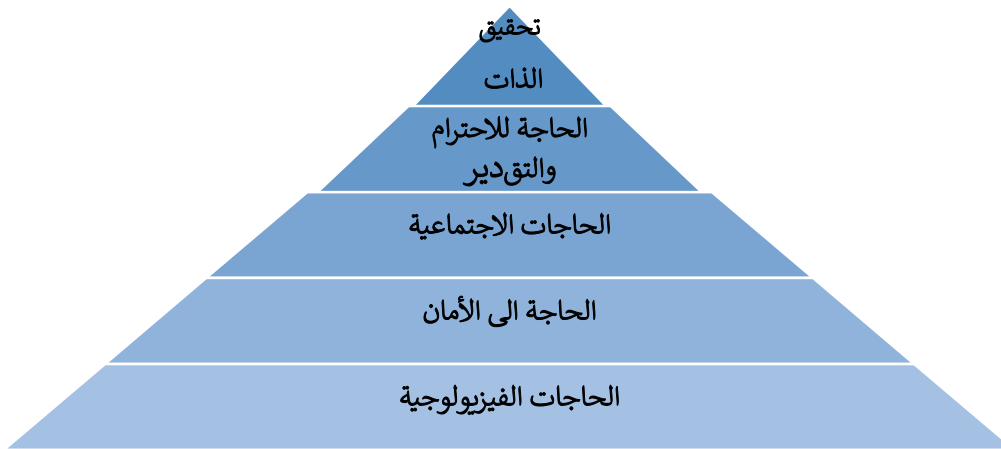 تحقيق
الذات
الحاجة للاحترام
والتقدير
الحاجات الاجتماعية
الحاجة الى الأمان
الحاجات الفيزيولوجية